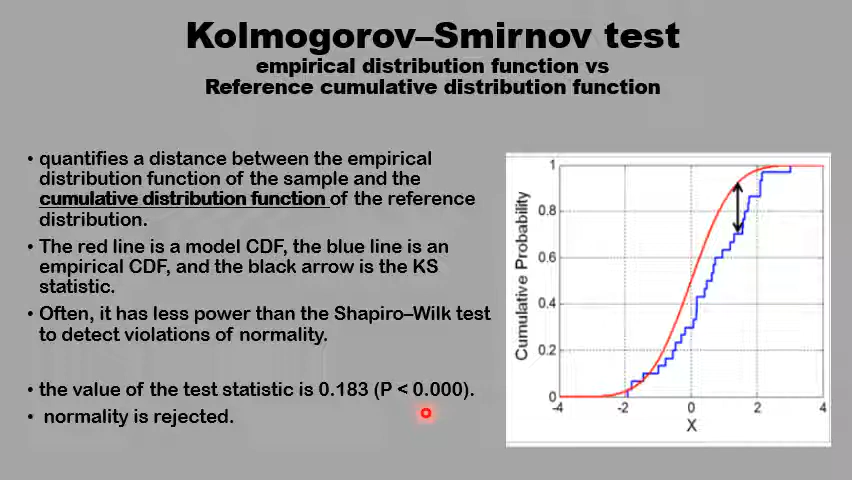 Kolmogorov–Smirnov test
empirical distribution function vs
Reference cumulative distribution function
• quantifies a distance between the empirical
distribution function of the sample and the
cumulative distribution function of the reference
distribution.
• The red line is a model CDF, the blue line is an
empirical CDF, and the black arrow is the KS
statistic.
• Often, it has less power than the Shapiro–Wilk test
to detect violations of normality.
• the value of the test statistic is 0.183 (P < 0.000).
• normality is rejected.
Cumulative Probability
1
0.8
0.6
0.4
0.2
0
-4 -2 0 2 4
X